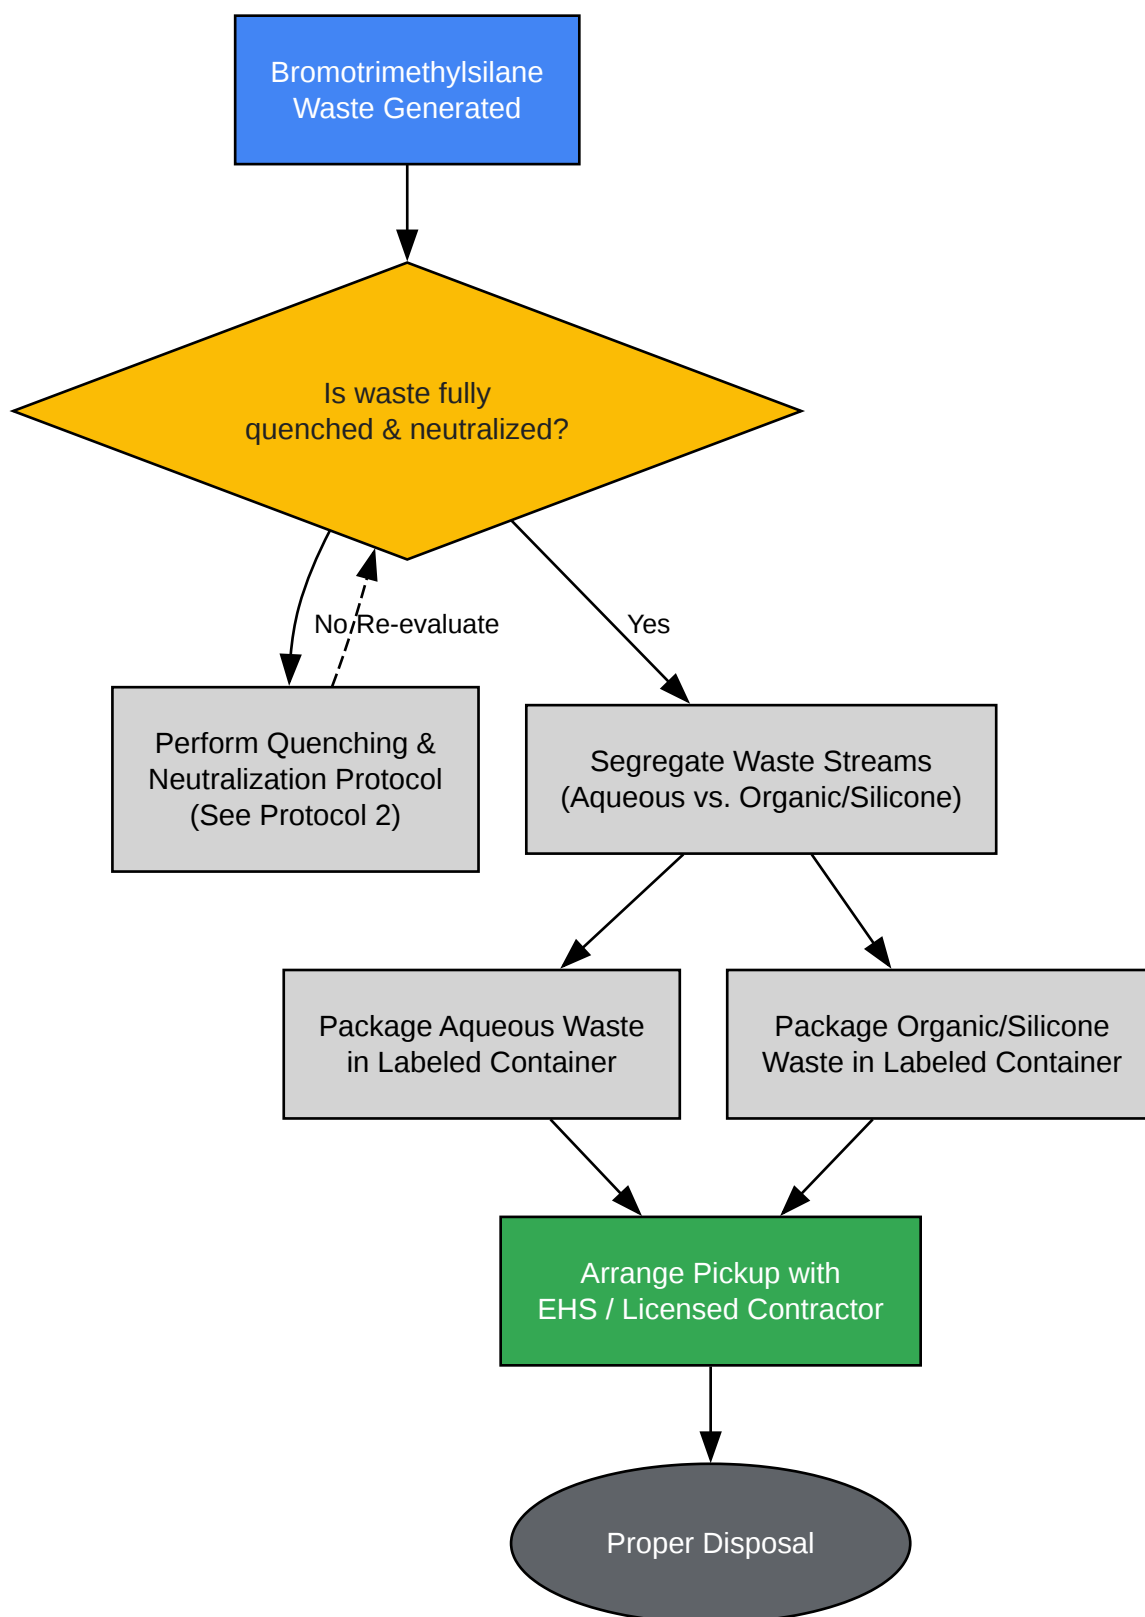 Bromotrimethylsilane
Waste Generated
Is waste fully
quenched & neutralized?
No
Re-evaluate
Yes
Perform Quenching &
Neutralization Protocol
(See Protocol 2)
Segregate Waste Streams
(Aqueous vs. Organic/Silicone)
Package Aqueous Waste
in Labeled Container
Package Organic/Silicone
Waste in Labeled Container
Arrange Pickup with
EHS / Licensed Contractor
Proper Disposal